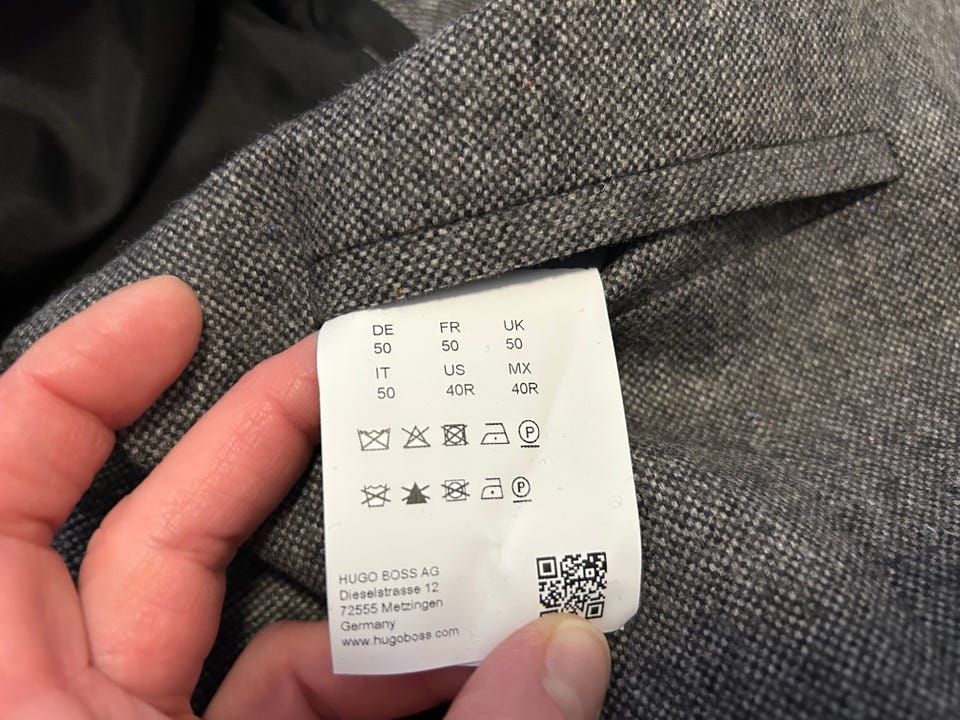 DE FR UK
50 50 50
IT US MX
50 40R 40R
P
P
HUGO BOSS AG
Dieselstrasse 12
72555 Metzingen
Germany
www.hugoboss.com